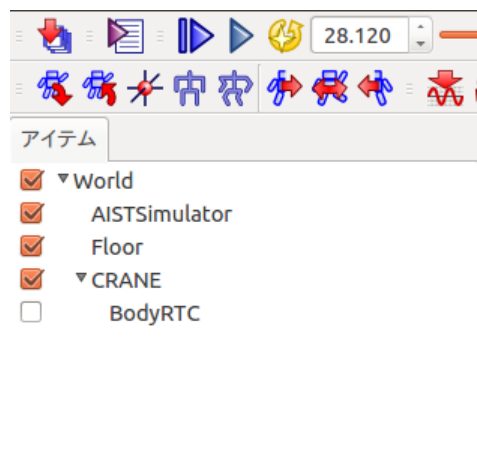 28.120
アイテム
World
AISTSimulator
Floor
CRANE
BodyRTC